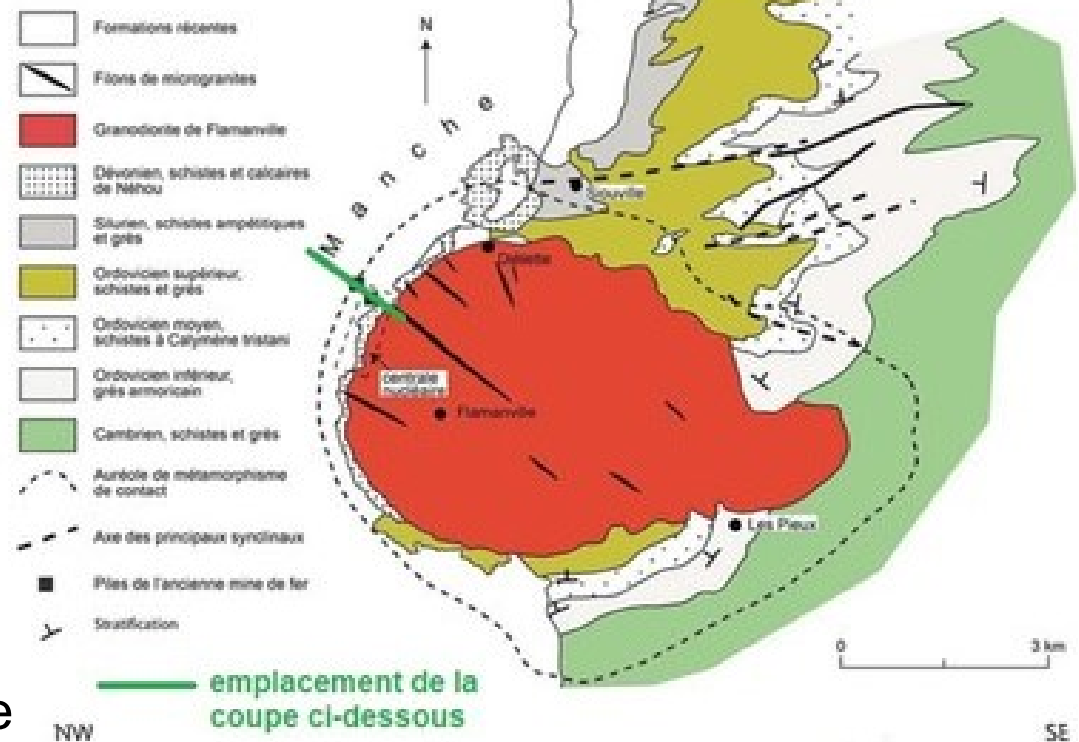 Formations récentes
Filons de microgranites
Granodiorite de Flamanville
Dévonien, schistes et calcaires
de Néhou
Silurien, schistes ampélitiques
et grès
Ordovicien supérieur,
schistes et grès
Ordovicien moyen,
schistes à Calymène tristani
Ordovicien inférieur,
grès armoricain
Cambrien, schistes et grès
Auréole de métamorphisme
de contact
Axe des principaux synclinaux
Piles de l'ancienne mine de fer
Stratification
N
Manche
Diélette
centrale
nucléaire
Flamanville
Les Pieux
0 3 km
emplacement de la
coupe ci-dessous
e
NW SE